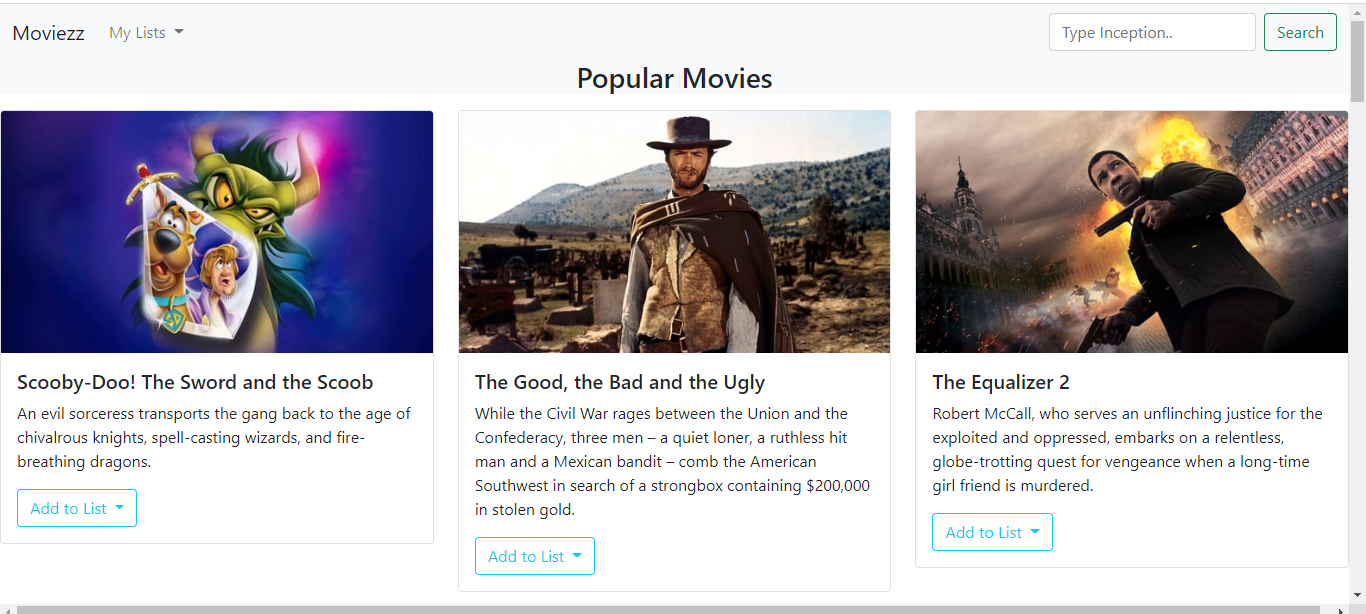 Moviezz My Lists Type Inception.. Search
Popular Movies
Scooby-Doo! The Sword and the Scoob
An evil sorceress transports the gang back to the age of
chivalrous knights, spell-casting wizards, and fire-
breathing dragons.
Add to List
The Good, the Bad and the Ugly
While the Civil War rages between the Union and the
Confederacy, three men – a quiet loner, a ruthless hit
man and a Mexican bandit – comb the American
Southwest in search of a strongbox containing $200,000
in stolen gold.
Add to List
The Equalizer 2
Robert McCall, who serves an unflinching justice for the
exploited and oppressed, embarks on a relentless,
globe-trotting quest for vengeance when a long-time
girl friend is murdered.
Add to List
SD